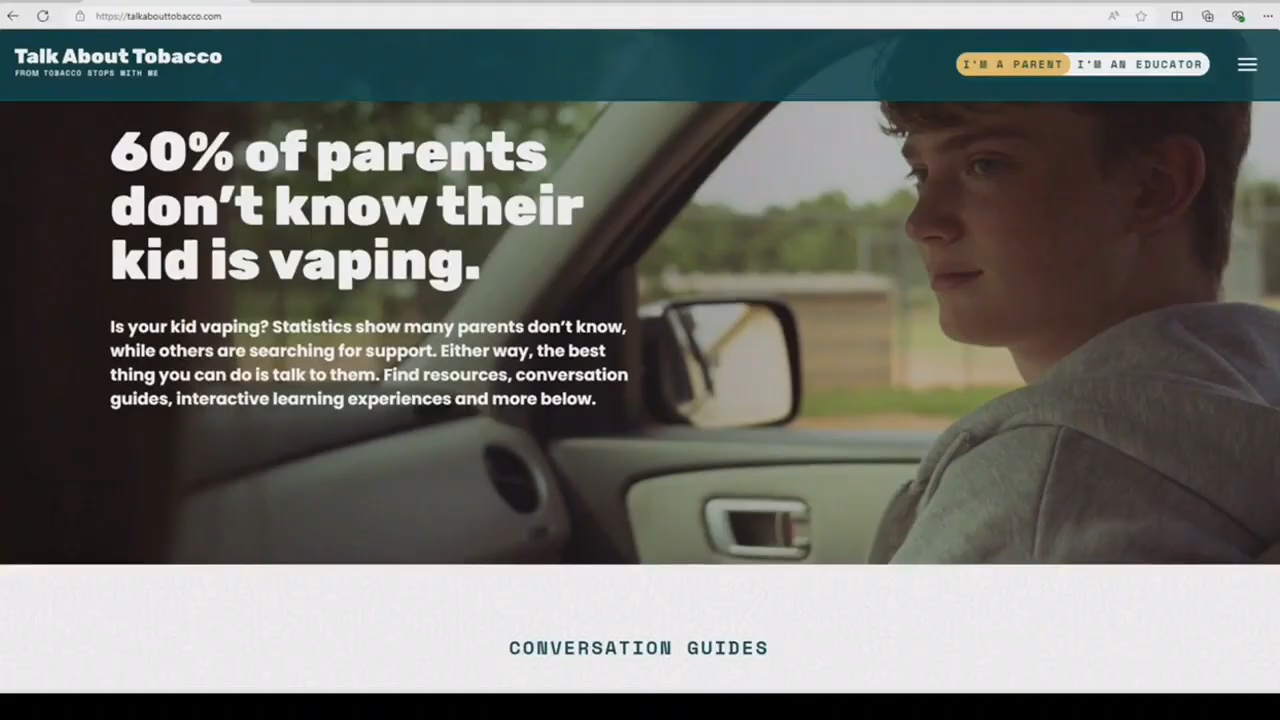 https://talkabouttobacco.com
Talk About Tobacco
FROM TOBACCO STOPS WITH ME
I'M A PARENT
I'M AN EDUCATOR
60% of parents
don't know their
kid is vaping.
Is your kid vaping? Statistics show many parents don't know,
while others are searching for support. Either way, the best
thing you can do is talk to them. Find resources, conversation
guides, interactive learning experiences and more below.
CONVERSATION GUIDES